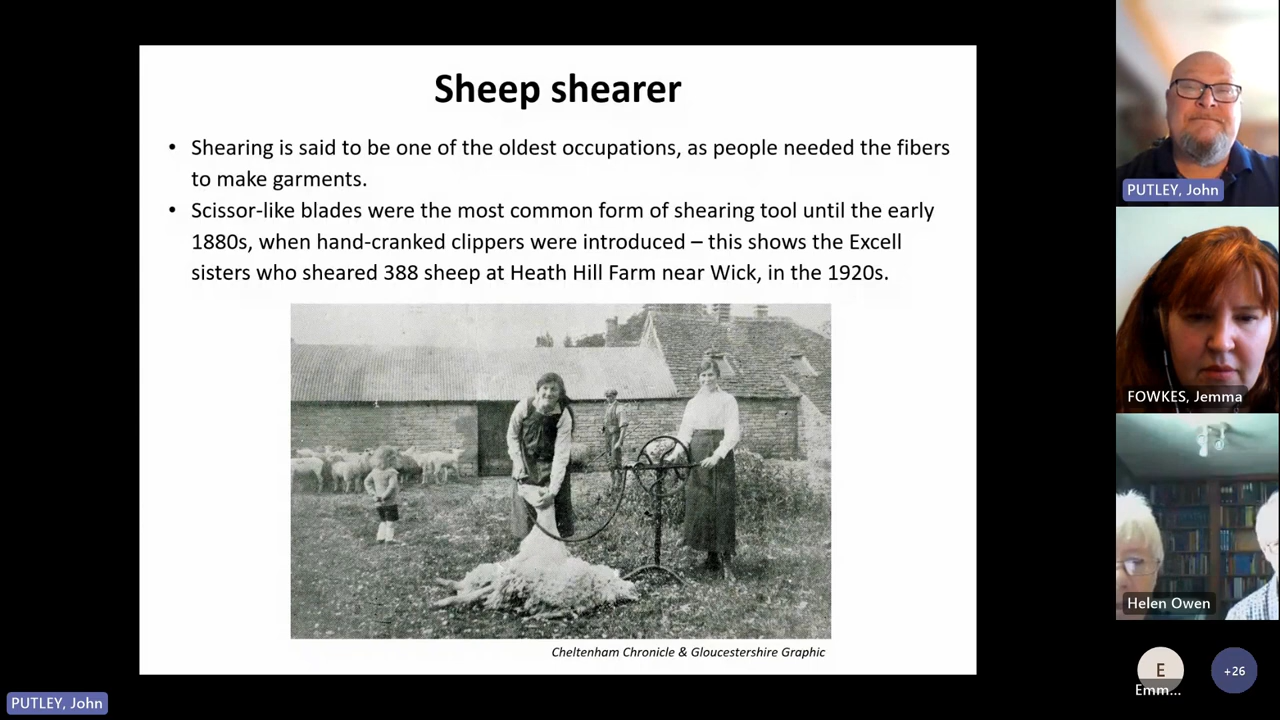 Sheep shearer
• Shearing is said to be one of the oldest occupations, as people needed the fibers
to make garments.
• Scissor-like blades were the most common form of shearing tool until the early
1880s, when hand-cranked clippers were introduced – this shows the Excell
sisters who sheared 388 sheep at Heath Hill Farm near Wick, in the 1920s.
Cheltenham Chronicle & Gloucestershire Graphic
PUTLEY, John
FOWKES, Jemma
Helen Owen
E
Emm...
+26
PUTLEY, John